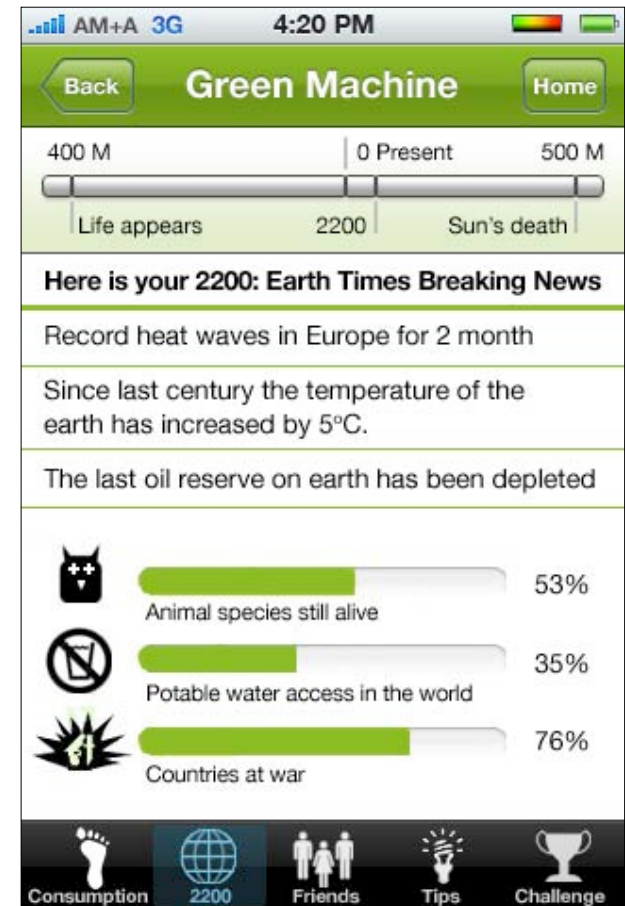 AM+A 3G 4:20 PM
Back Green Machine Home
400 M 0 Present 500 M
Life appears 2200 Sun's death
Here is your 2200: Earth Times Breaking News
Record heat waves in Europe for 2 month
Since last century the temperature of the
earth has increased by 5°C.
The last oil reserve on earth has been depleted
53%
Animal species still alive
35%
Potable water access in the world
76%
Countries at war
Consumption 2200 Friends Tips Challenge